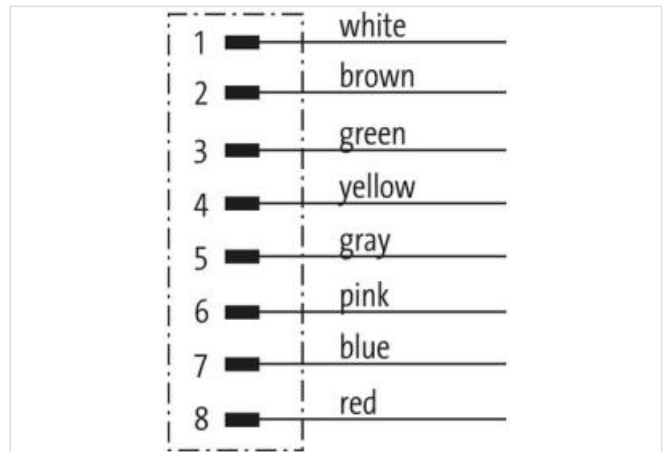 1 white
2 brown
3 green
4 yellow
5 gray
6 pink
7 blue
8 red